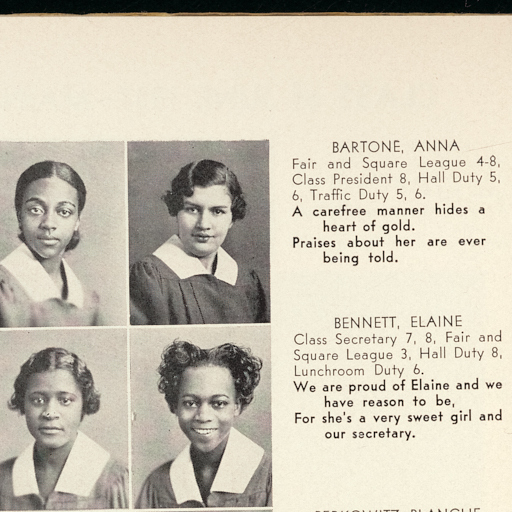 BARTONE, ANNA
Fair and Square League 4-8,
Class President 8, Hall Duty 5,
6, Traffic Duty 5, 6.
A carefree manner hides a
heart of gold.
Praises about her are ever
being told.
BENNETT, ELAINE
Class Secretary 7, 8, Fair and
Square League 3, Hall Duty 8,
Lunchroom Duty 6.
We are proud of Elaine and we
have reason to be,
For she's a very sweet girl and
our secretary.
BERKOWITZ, BLANCHE